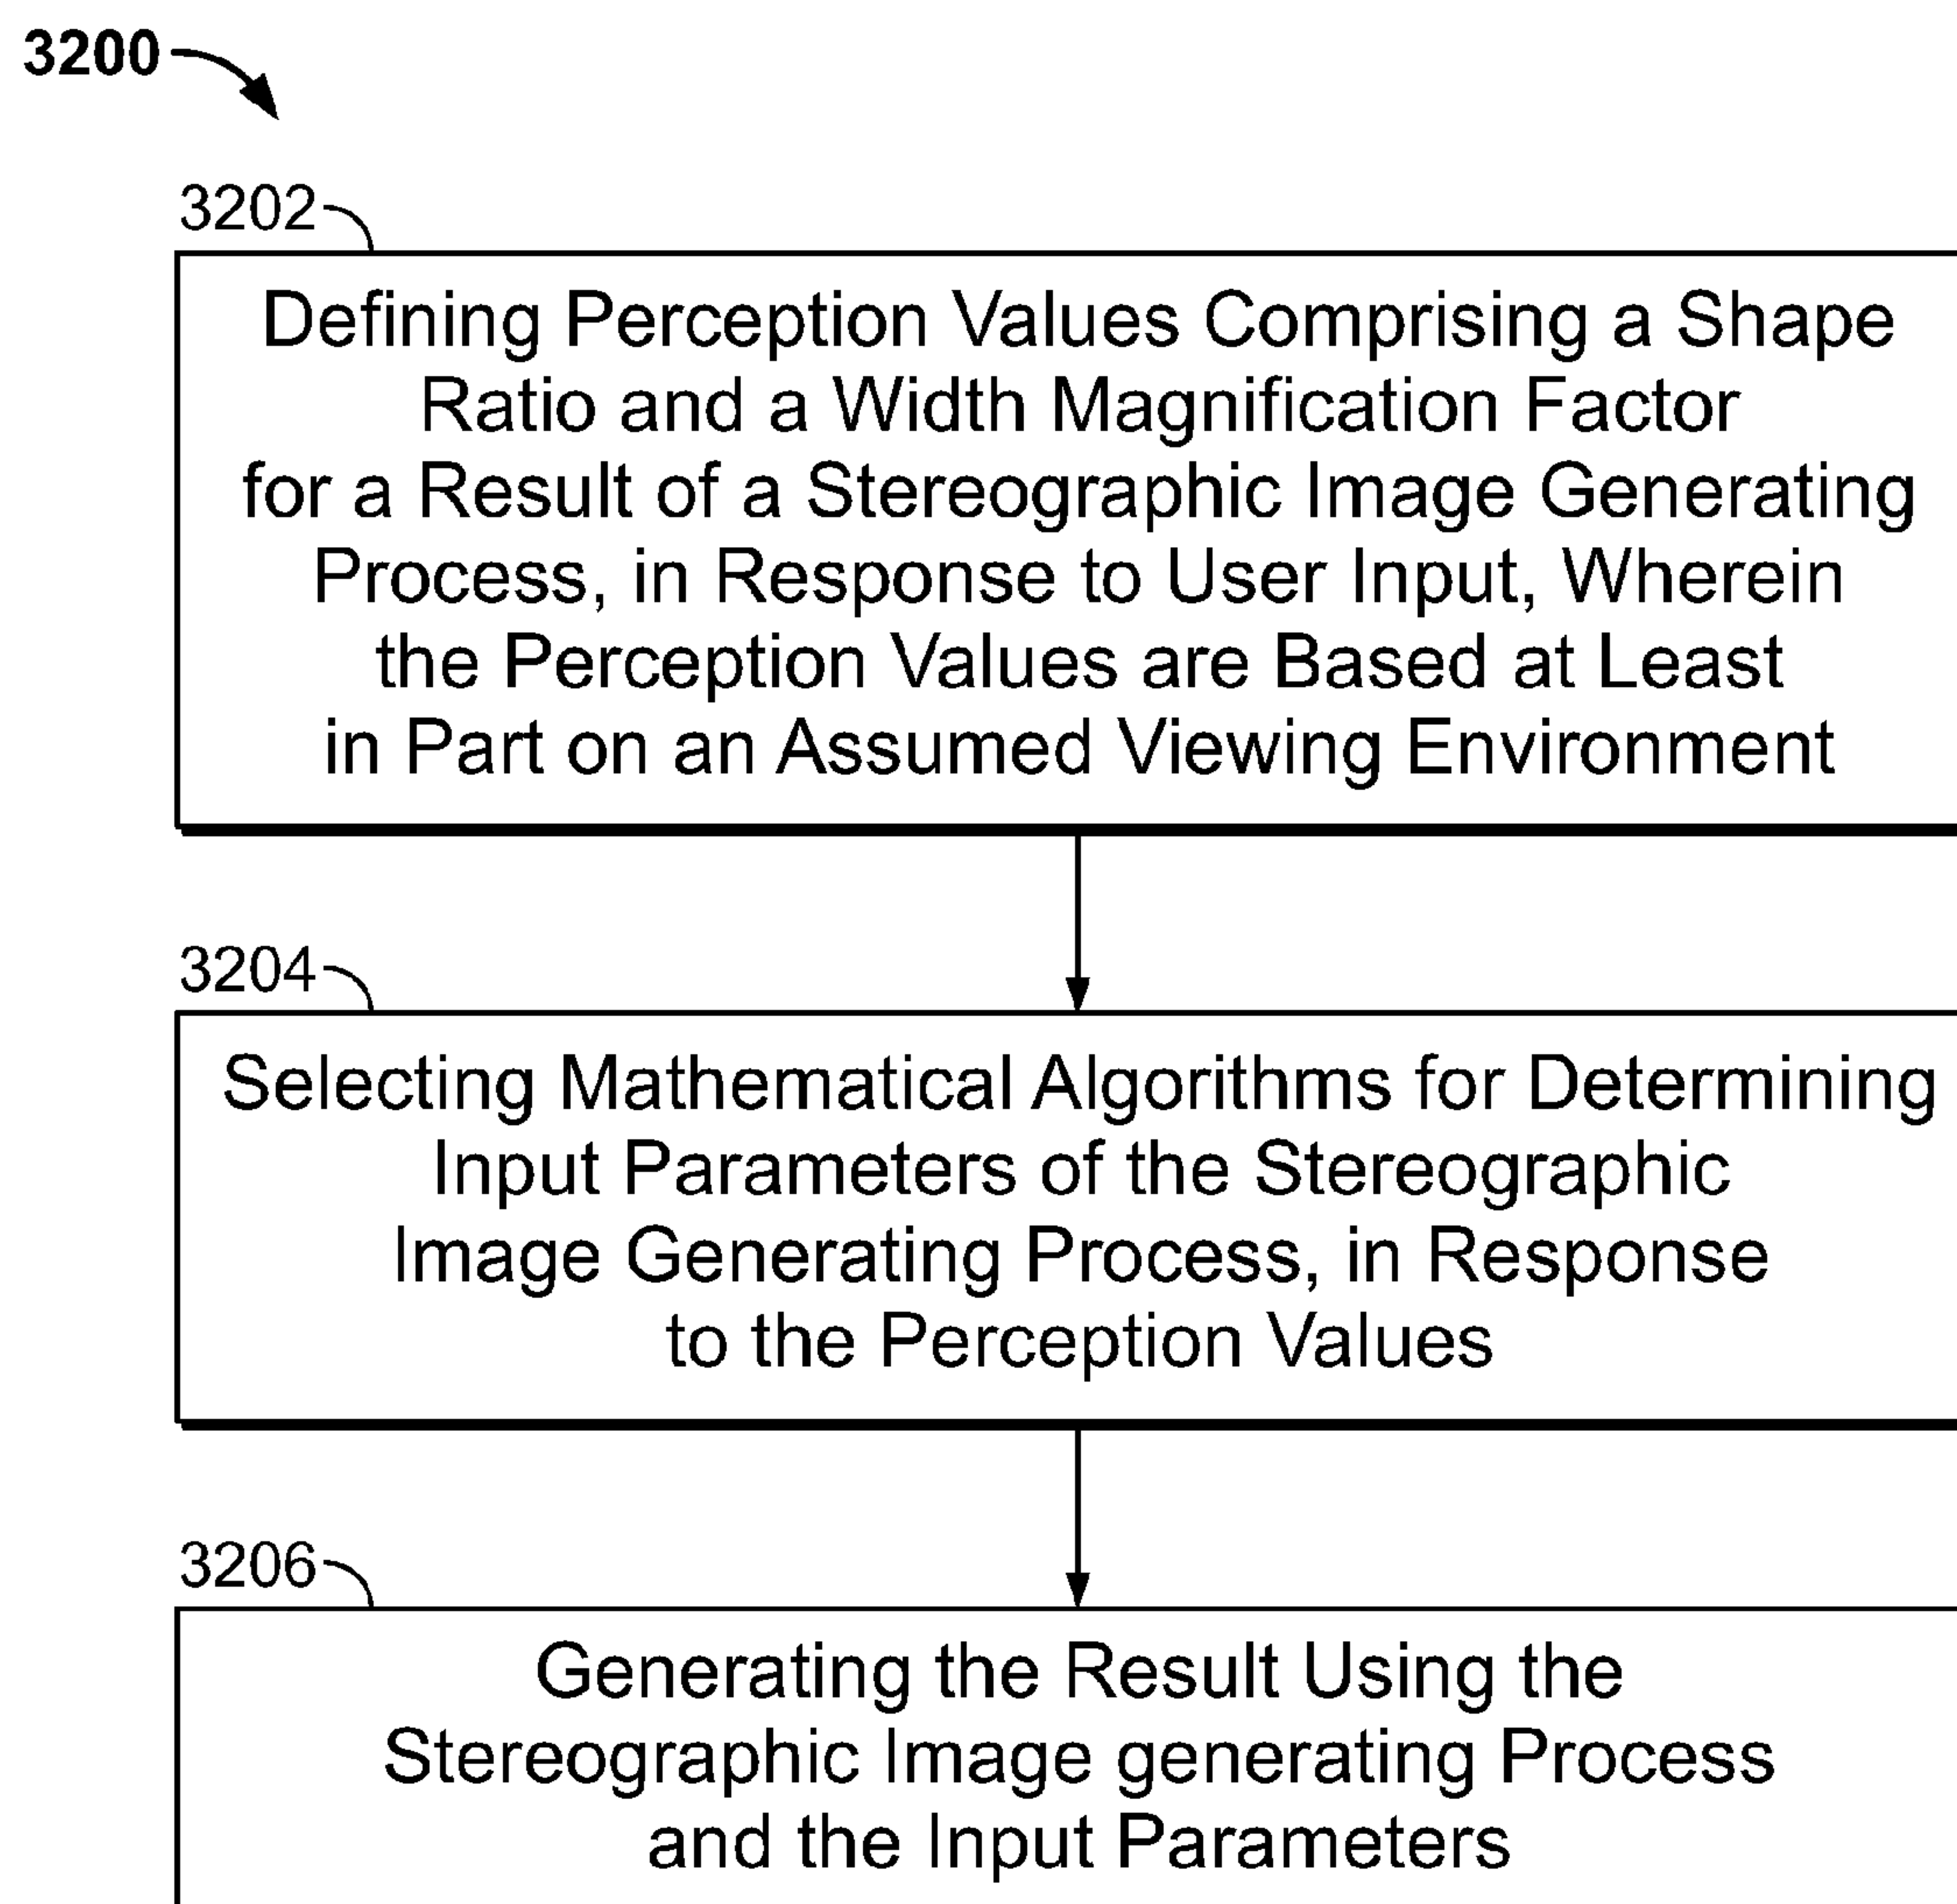 3200
3202
Defining Perception Values Comprising a Shape
Ratio and a Width Magnification Factor
for a Result of a Stereographic Image Generating
Process, in Response to User Input, Wherein
the Perception Values are Based at Least
in Part on an Assumed Viewing Environment
3204
Selecting Mathematical Algorithms for Determining
Input Parameters of the Stereographic
Image Generating Process, in Response
to the Perception Values
3206
Generating the Result Using the
Stereographic Image generating Process
and the Input Parameters